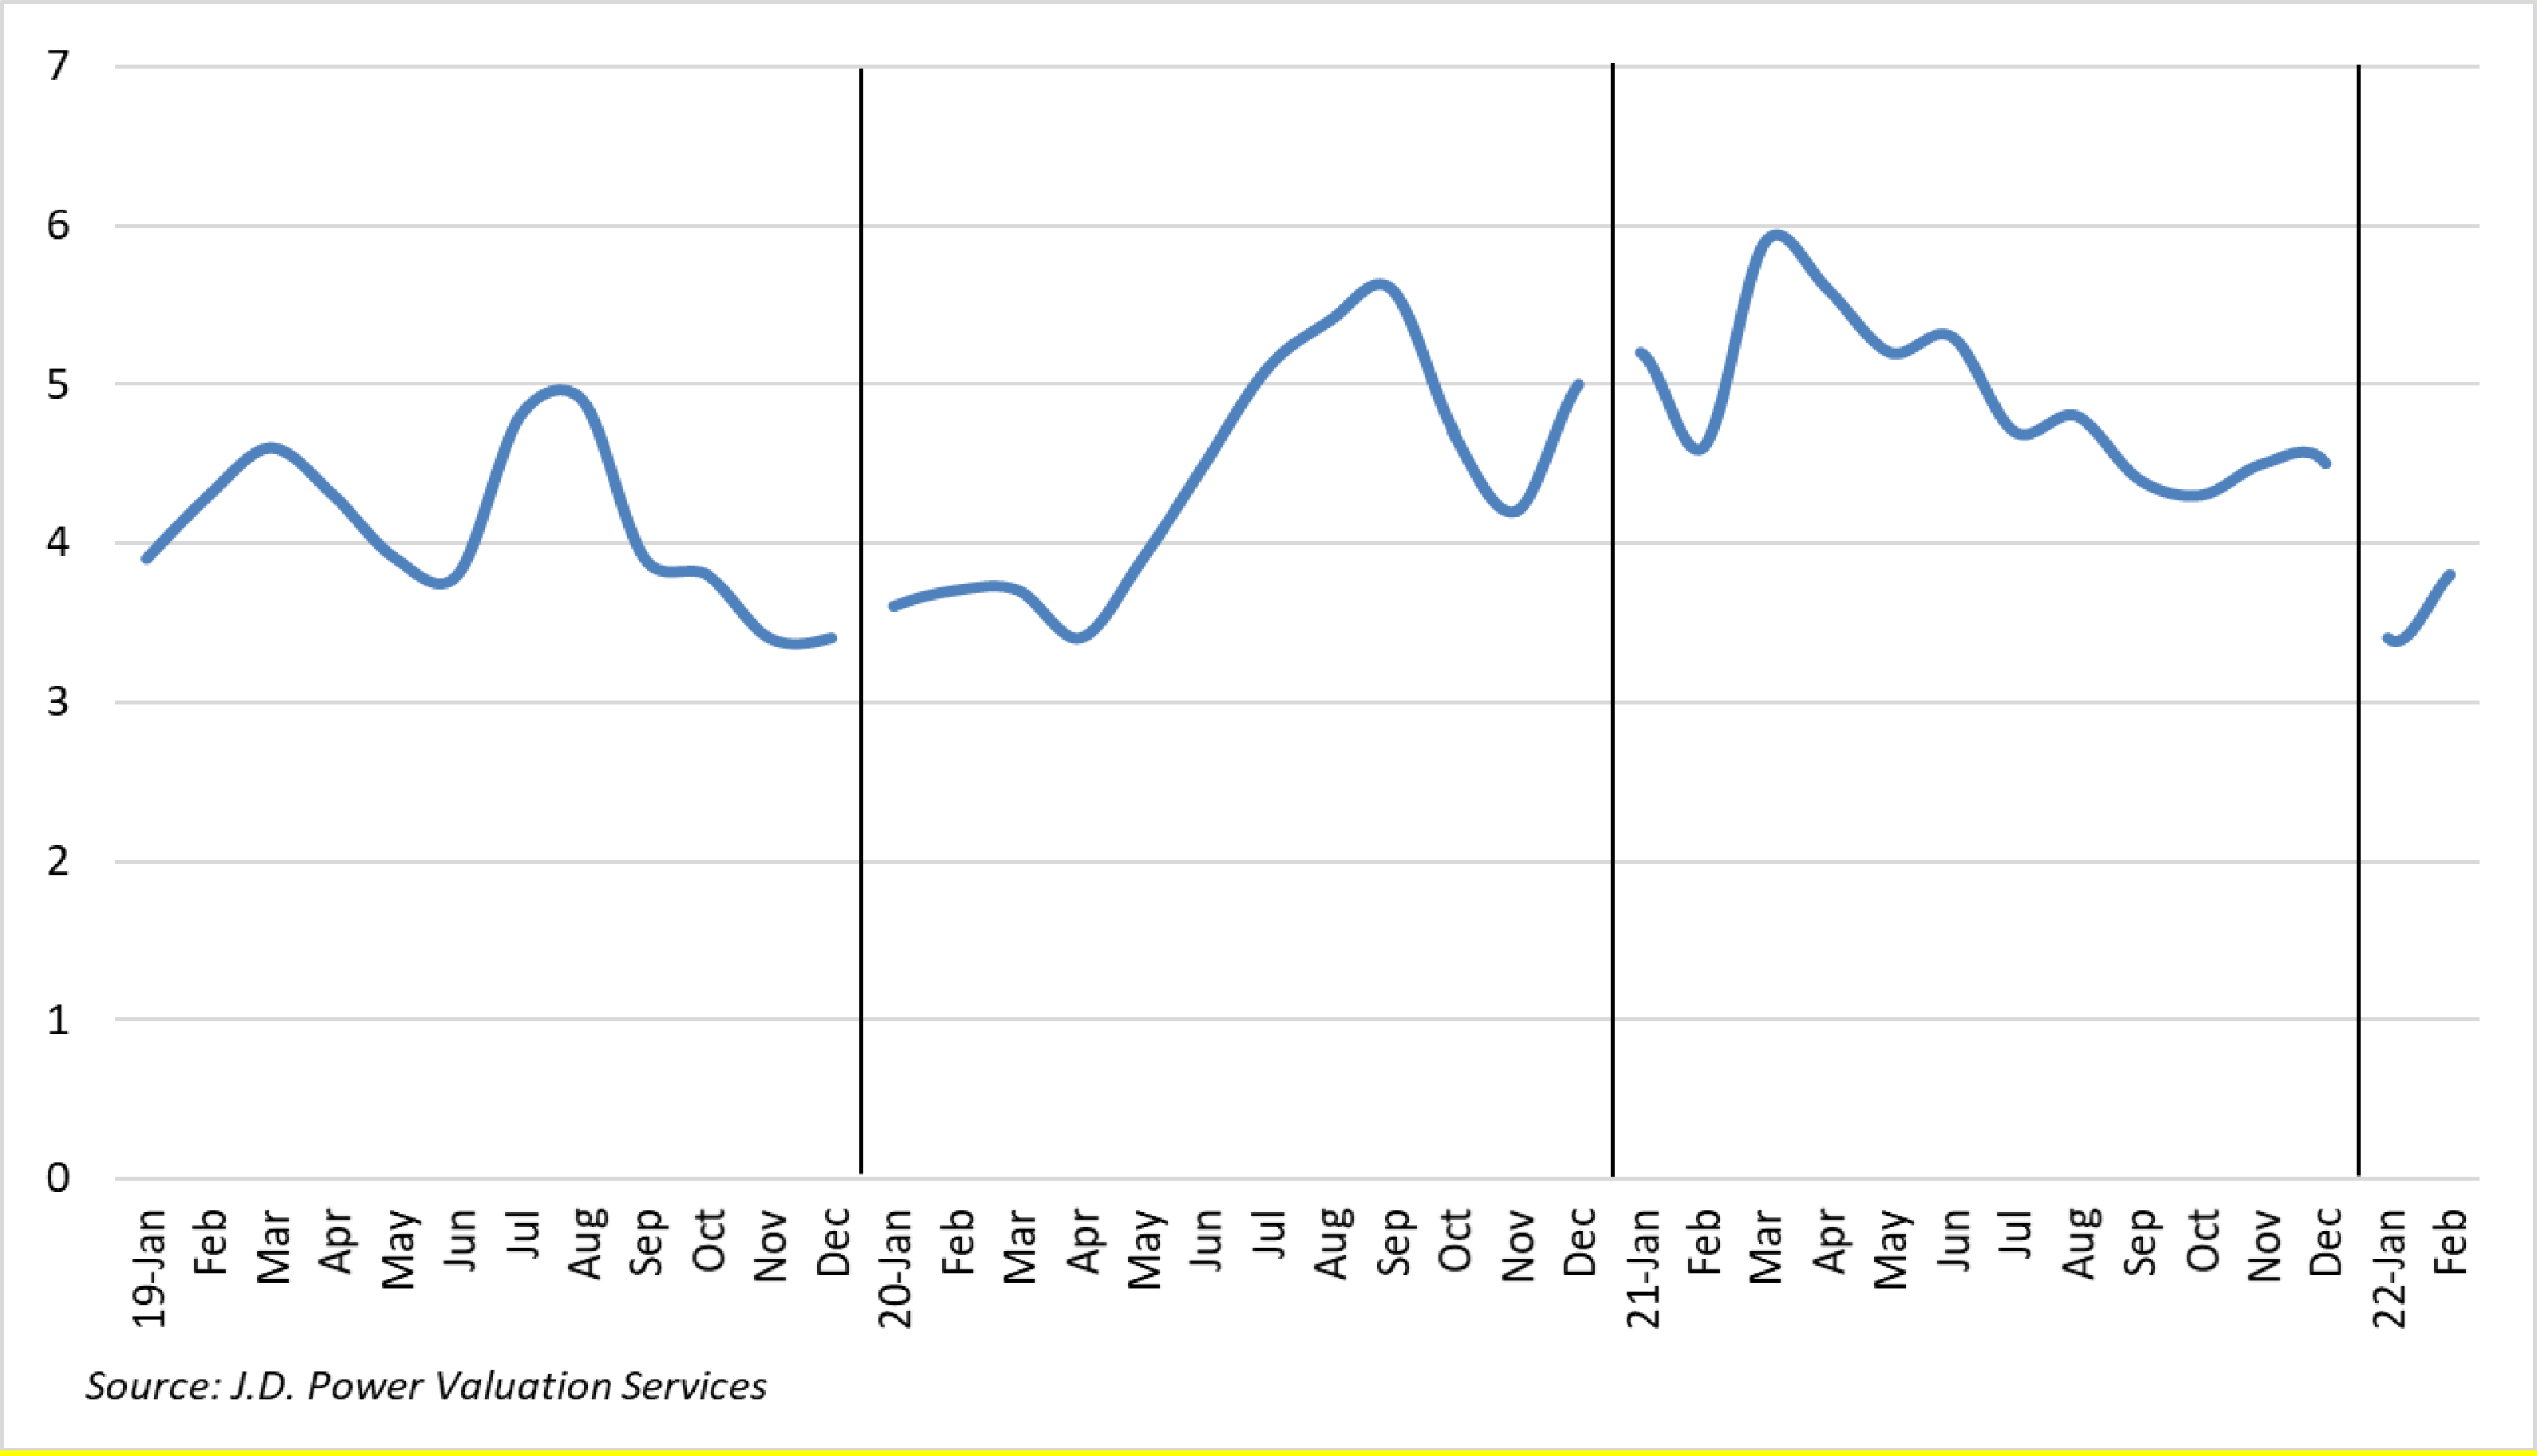 7
6
5
4
3
2
1
0
19-Jan
Feb
Mar
Apr
May
Jun
Jul
Aug
Sep
Oct
Nov
Dec
20-Jan
Feb
Mar
Apr
May
Jun
Jul
Aug
Sep
Oct
Nov
Dec
21-Jan
Feb
Mar
Apr
May
Jun
Jul
Aug
Sep
Oct
Nov
Dec
22-Jan
Feb
Source: J.D. Power Valuation Services